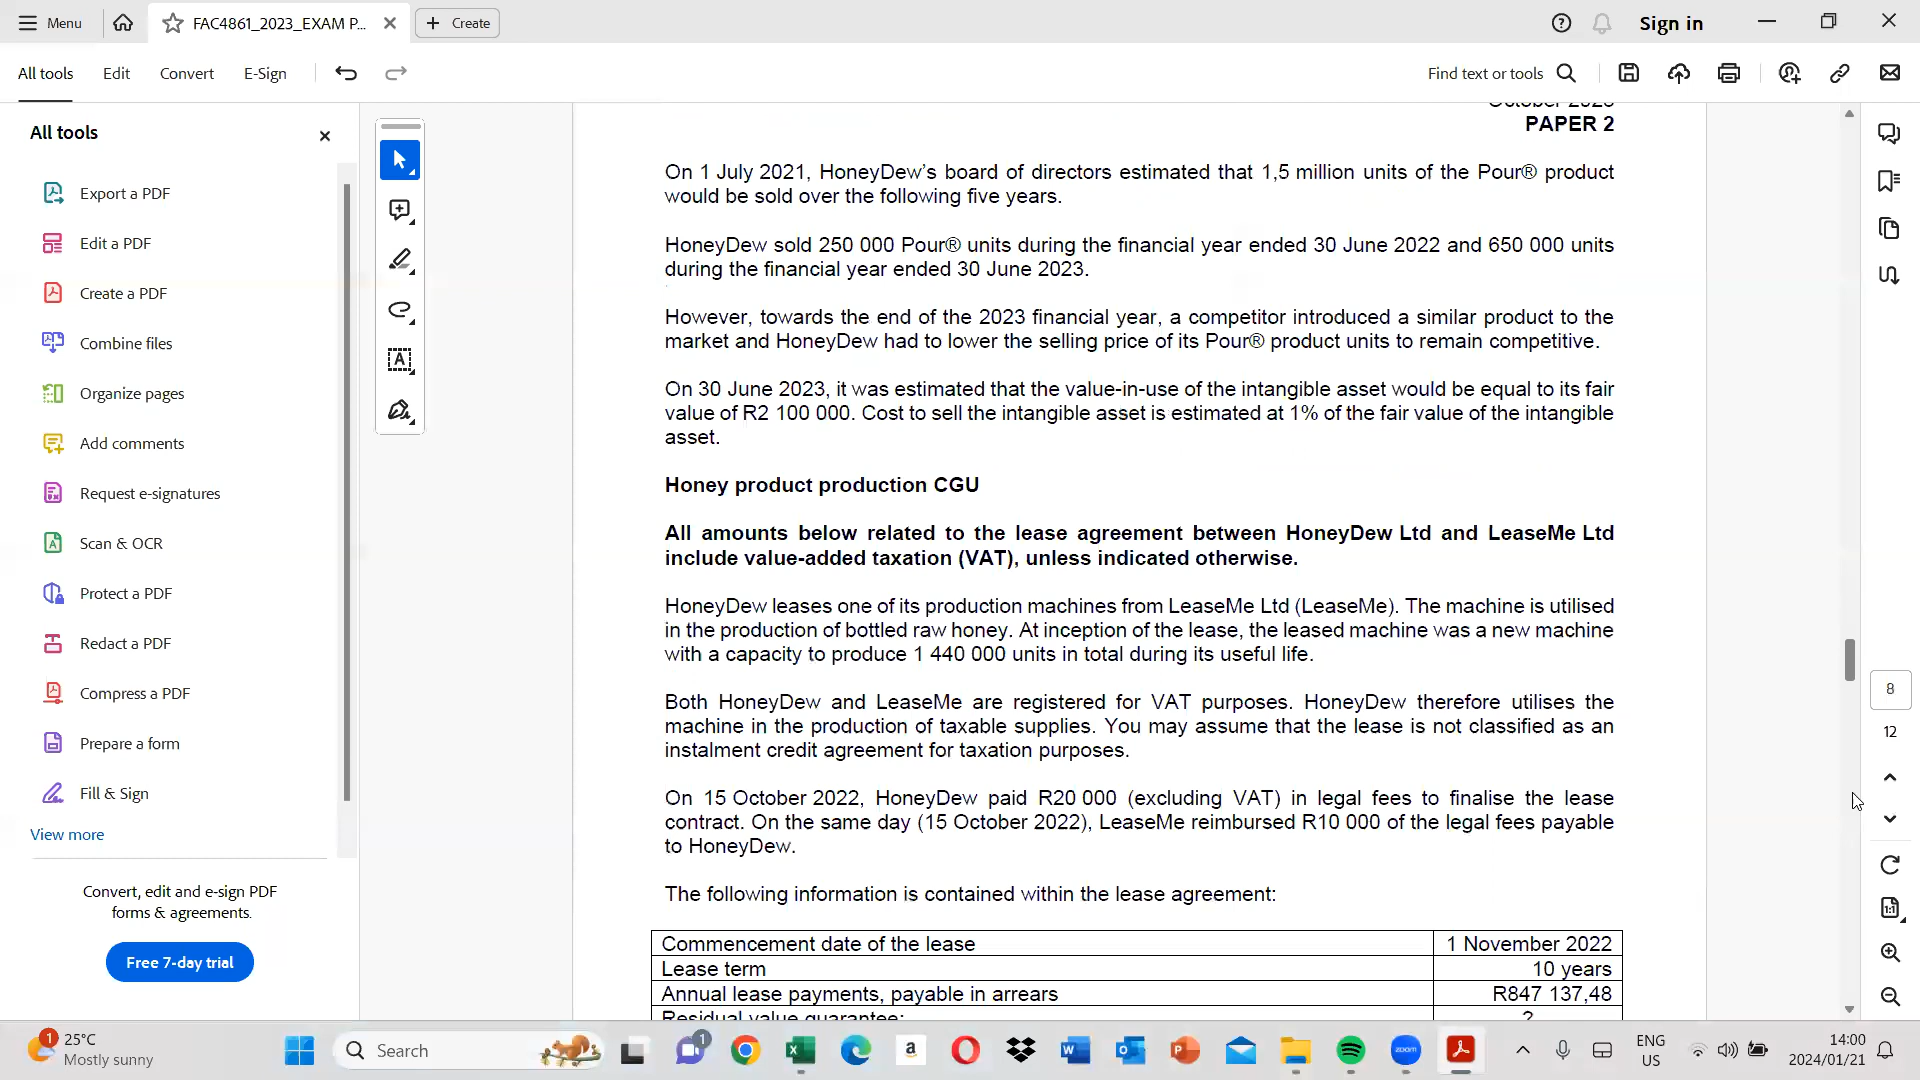 Menu
FAC4861_2023_EXAM P...
Create
Sign in
All tools
Edit
Convert
E-Sign
Find text or tools
All tools
Export a PDF
Edit a PDF
Create a PDF
Combine files
Organize pages
Add comments
Request e-signatures
Scan & OCR
Protect a PDF
Redact a PDF
Compress a PDF
Prepare a form
Fill & Sign
View more
Convert, edit and e-sign PDF
forms & agreements.
Free 7-day trial
October 2023
PAPER 2
On 1 July 2021, HoneyDew's board of directors estimated that 1,5 million units of the Pour® product
would be sold over the following five years.
HoneyDew sold 250 000 Pour® units during the financial year ended 30 June 2022 and 650 000 units
during the financial year ended 30 June 2023.
However, towards the end of the 2023 financial year, a competitor introduced a similar product to the
market and HoneyDew had to lower the selling price of its Pour® product units to remain competitive.
On 30 June 2023, it was estimated that the value-in-use of the intangible asset would be equal to its fair
value of R2 100 000. Cost to sell the intangible asset is estimated at 1% of the fair value of the intangible
asset.
Honey product production CGU
All amounts below related to the lease agreement between HoneyDew Ltd and LeaseMe Ltd
include value-added taxation (VAT), unless indicated otherwise.
HoneyDew leases one of its production machines from LeaseMe Ltd (LeaseMe). The machine is utilised
in the production of bottled raw honey. At inception of the lease, the leased machine was a new machine
with a capacity to produce 1 440 000 units in total during its useful life.
Both HoneyDew and LeaseMe are registered for VAT purposes. HoneyDew therefore utilises the
machine in the production of taxable supplies. You may assume that the lease is not classified as an
instalment credit agreement for taxation purposes.
On 15 October 2022, HoneyDew paid R20 000 (excluding VAT) in legal fees to finalise the lease
contract. On the same day (15 October 2022), LeaseMe reimbursed R10 000 of the legal fees payable
to HoneyDew.
The following information is contained within the lease agreement:
Commencement date of the lease 1 November 2022
Lease term 10 years
Annual lease payments, payable in arrears R847 137,48
Residual value guarantee: ?
8
12
1:1
1
25°C
Mostly sunny
Search
1
zoom
ENG
US
14:00
2024/01/21